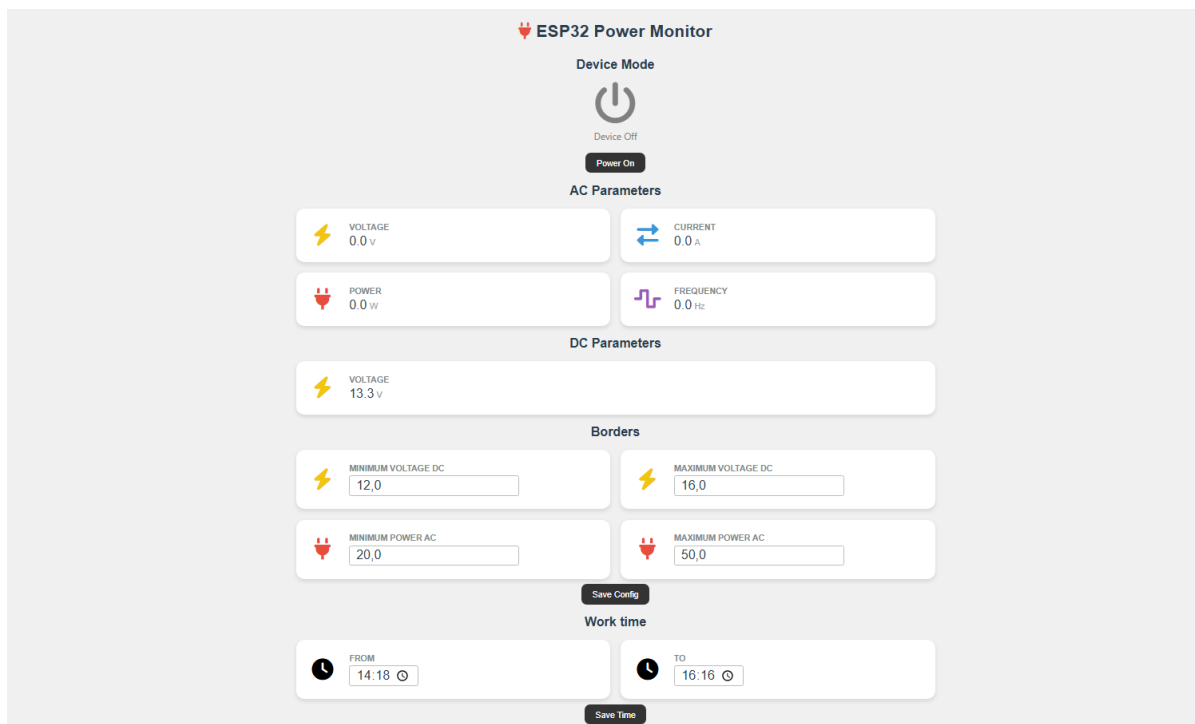 ESP32 Power Monitor
Device Mode
Device Off
Power On
AC Parameters
VOLTAGE
0.0 V
CURRENT
0.0 A
POWER
0.0 W
FREQUENCY
0.0 Hz
DC Parameters
VOLTAGE
13.3 V
Borders
MINIMUM VOLTAGE DC
12,0
MAXIMUM VOLTAGE DC
16,0
MINIMUM POWER AC
20,0
MAXIMUM POWER AC
50,0
Save Config
Work time
FROM
14:18
TO
16:16
Save Time